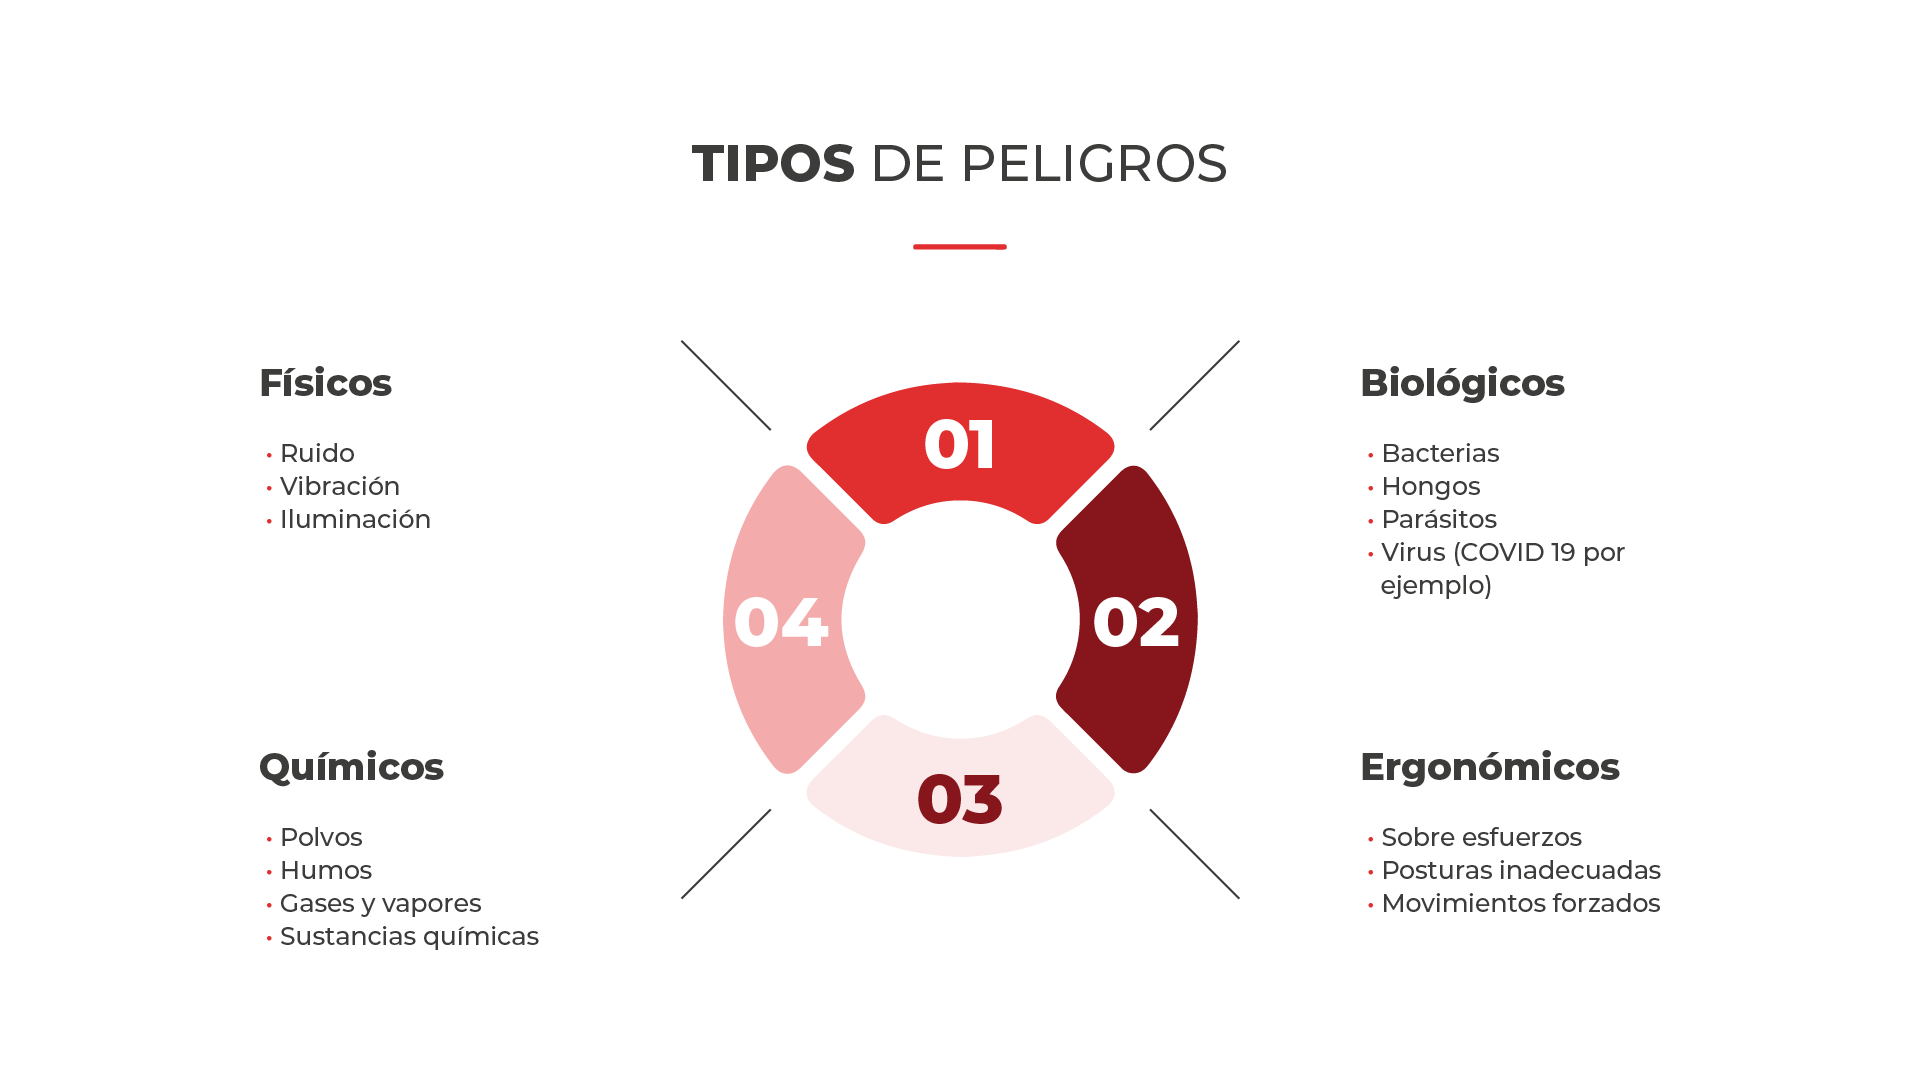 TIPOS DE PELIGROS
Físicos
• Ruido
• Vibración
• Iluminación
Biológicos
• Bacterias
• Hongos
• Parásitos
• Virus (COVID 19 por
ejemplo)
01
02
03
04
Químicos
• Polvos
• Humos
• Gases y vapores
• Sustancias químicas
Ergonómicos
• Sobre esfuerzos
• Posturas inadecuadas
• Movimientos forzados